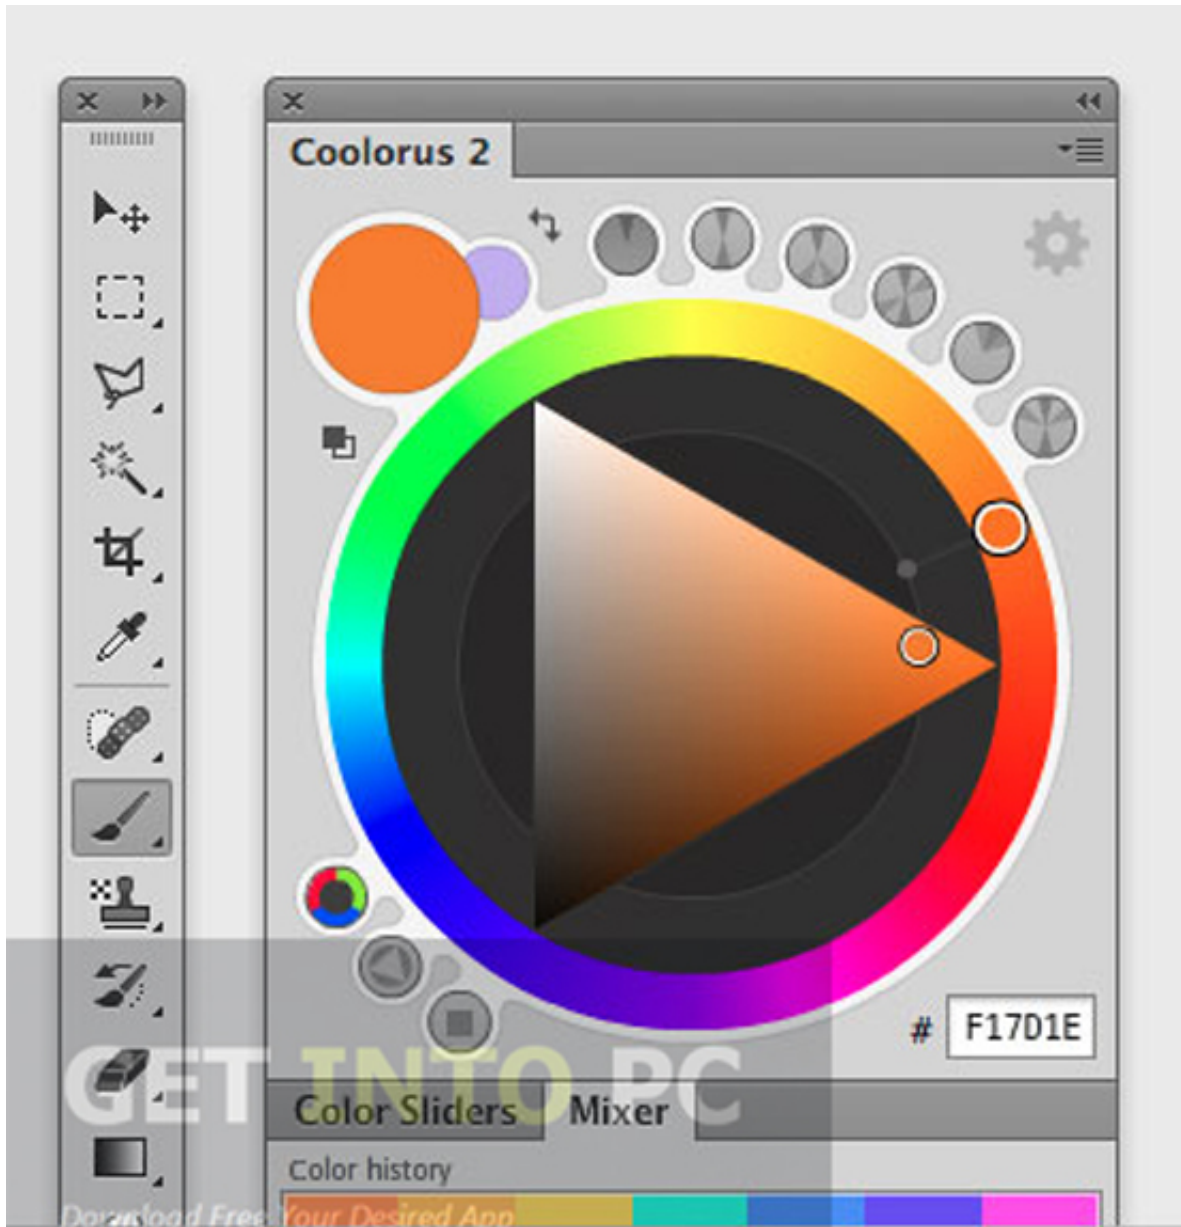 Coolorus 2
# F17D1E
GET INTO PC
Color Sliders
Mixer
Color history
Download Free Your Desired App